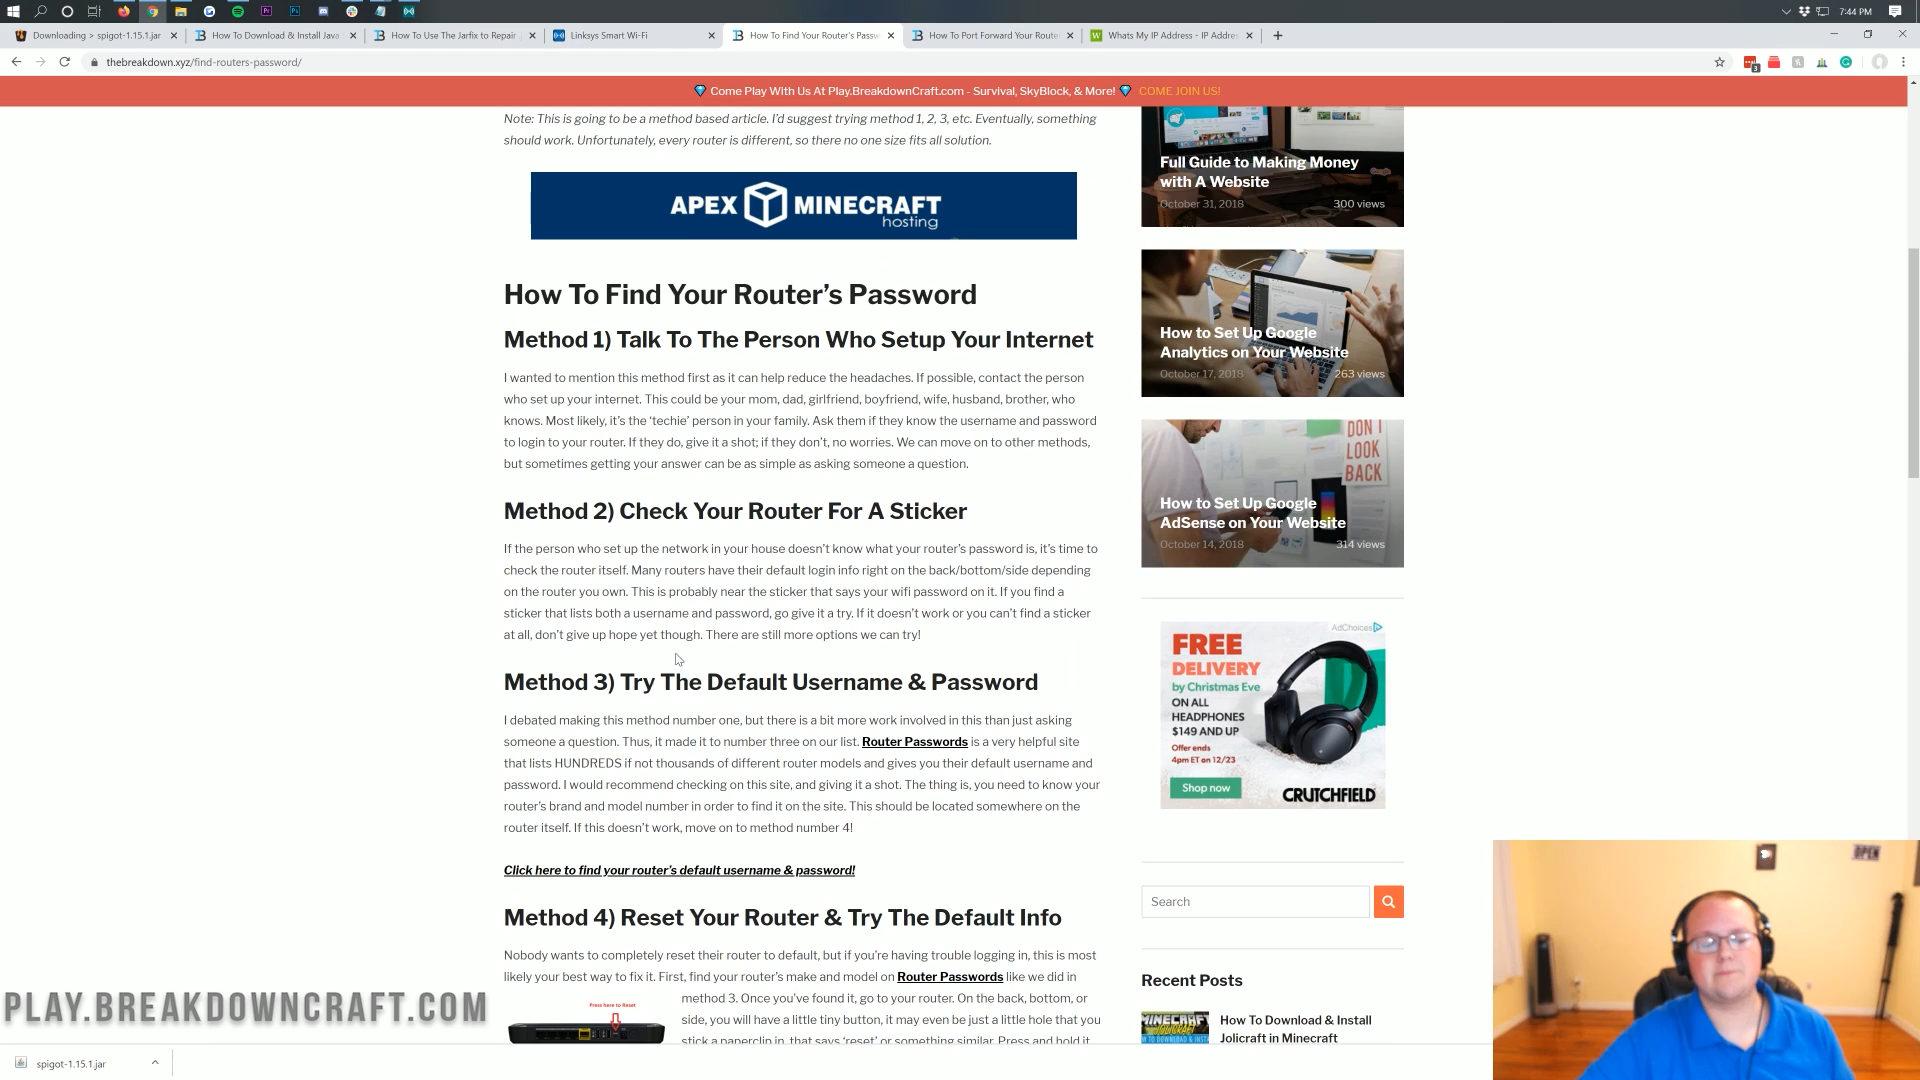 7:44 PM
Downloading > spigot-1.15.1.jar
How To Download & Install Java
How To Use The Jarfix to Repair
Linksys Smart Wi-Fi
How To Find Your Router's Passw
How To Port Forward Your Route
Whats My IP Address - IP Addres
thebreakdown.xyz/find-routers-password/
3
Come Play With Us At Play.BreakdownCraft.com - Survival, SkyBlock, & More! COME JOIN US!
Note: This is going to be a method based article. I'd suggest trying method 1, 2, 3, etc. Eventually, something
should work. Unfortunately, every router is different, so there no one size fits all solution.
APEX MINECRAFT
hosting
How To Find Your Router's Password
Method 1) Talk To The Person Who Setup Your Internet
I wanted to mention this method first as it can help reduce the headaches. If possible, contact the person
who set up your internet. This could be your mom, dad, girlfriend, boyfriend, wife, husband, brother, who
knows. Most likely, it's the 'techie' person in your family. Ask them if they know the username and password
to login to your router. If they do, give it a shot; if they don't, no worries. We can move on to other methods,
but sometimes getting your answer can be as simple as asking someone a question.
Method 2) Check Your Router For A Sticker
If the person who set up the network in your house doesn't know what your router's password is, it's time to
check the router itself. Many routers have their default login info right on the back/bottom/side depending
on the router you own. This is probably near the sticker that says your wifi password on it. If you find a
sticker that lists both a username and password, go give it a try. If it doesn't work or you can't find a sticker
at all, don't give up hope yet though. There are still more options we can try!
Method 3) Try The Default Username & Password
I debated making this method number one, but there is a bit more work involved in this than just asking
someone a question. Thus, it made it to number three on our list. Router Passwords is a very helpful site
that lists HUNDREDS if not thousands of different router models and gives you their default username and
password. I would recommend checking on this site, and giving it a shot. The thing is, you need to know your
router's brand and model number in order to find it on the site. This should be located somewhere on the
router itself. If this doesn't work, move on to method number 4!
Click here to find your router's default username & password!
Method 4) Reset Your Router & Try The Default Info
Nobody wants to completely reset their router to default, but if you're having trouble logging in, this is most
likely your best way to fix it. First, find your router's make and model on Router Passwords like we did in
Press here to Reset
method 3. Once you've found it, go to your router. On the back, bottom, or
side, you will have a little tiny button, it may even be just a little hole that you
stick a paperclip in, that says 'reset' or something similar. Press and hold it
Full Guide to Making Money
with A Website
October 31, 2018 300 views
How to Set Up Google
Analytics on Your Website
October 17, 2018 263 views
DON'T
LOOK
BACK
How to Set Up Google
AdSense on Your Website
October 14, 2018 314 views
AdChoices
FREE
DELIVERY
by Christmas Eve
ON ALL
HEADPHONES
$149 AND UP
Offer ends
4pm ET on 12/23
Shop now
CRUTCHFIELD
Search
Recent Posts
MINECRAFT
JOLICRAFT
How To Download & Install
Jolicraft in Minecraft
OPEN
PLAY.BREAKDOWNCRAFT.COM
spigot-1.15.1.jar